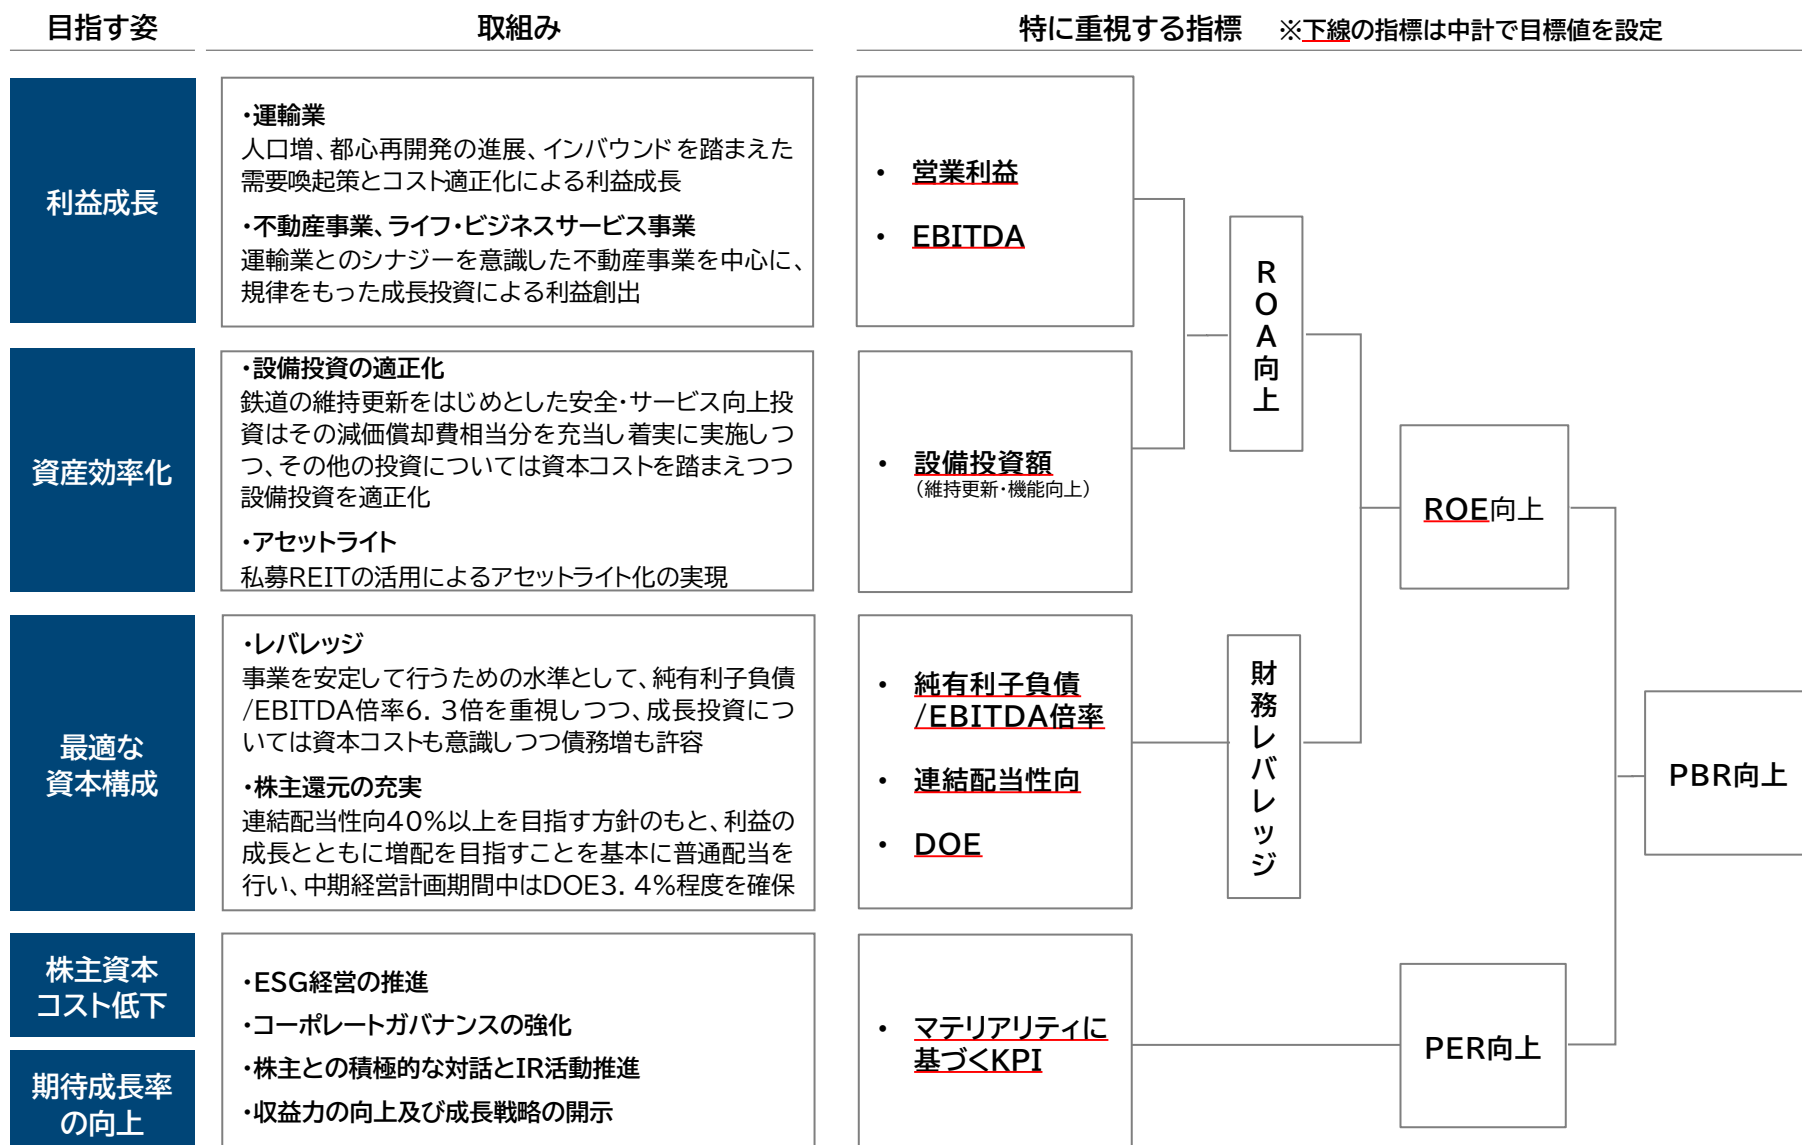 目指す姿
取組み
特に重視する指標 ※下線の指標は中計で目標値を設定
利益成長
・運輸業
人口増、都心再開発の進展、インバウンドを踏まえた
需要喚起策とコスト適正化による利益成長
・不動産事業、ライフ・ビジネスサービス事業
運輸業とのシナジーを意識した不動産事業を中心に、
規律をもった成長投資による利益創出
• 営業利益
• EBITDA
ROA向上
資産効率化
・設備投資の適正化
鉄道の維持更新をはじめとした安全・サービス向上投
資はその減価償却費相当分を充当し着実に実施しつ
つ、その他の投資については資本コストを踏まえつつ
設備投資を適正化
・アセットライト
私募REITの活用によるアセットライト化の実現
• 設備投資額
（維持更新・機能向上）
ROE向上
最適な
資本構成
・レバレッジ
事業を安定して行うための水準として、純有利子負債
/EBITDA倍率6．3倍を重視しつつ、成長投資につ
いては資本コストも意識しつつ債務増も許容
・株主還元の充実
連結配当性向40%以上を目指す方針のもと、利益の
成長とともに増配を目指すことを基本に普通配当を
行い、中期経営計画期間中はDOE3．4%程度を確保
• 純有利子負債
/EBITDA倍率
• 連結配当性向
• DOE
財務レバレッジ
PBR向上
株主資本
コスト低下
期待成長率
の向上
・ESG経営の推進
・コーポレートガバナンスの強化
・株主との積極的な対話とIR活動推進
・収益力の向上及び成長戦略の開示
• マテリアリティに
基づくKPI
PER向上